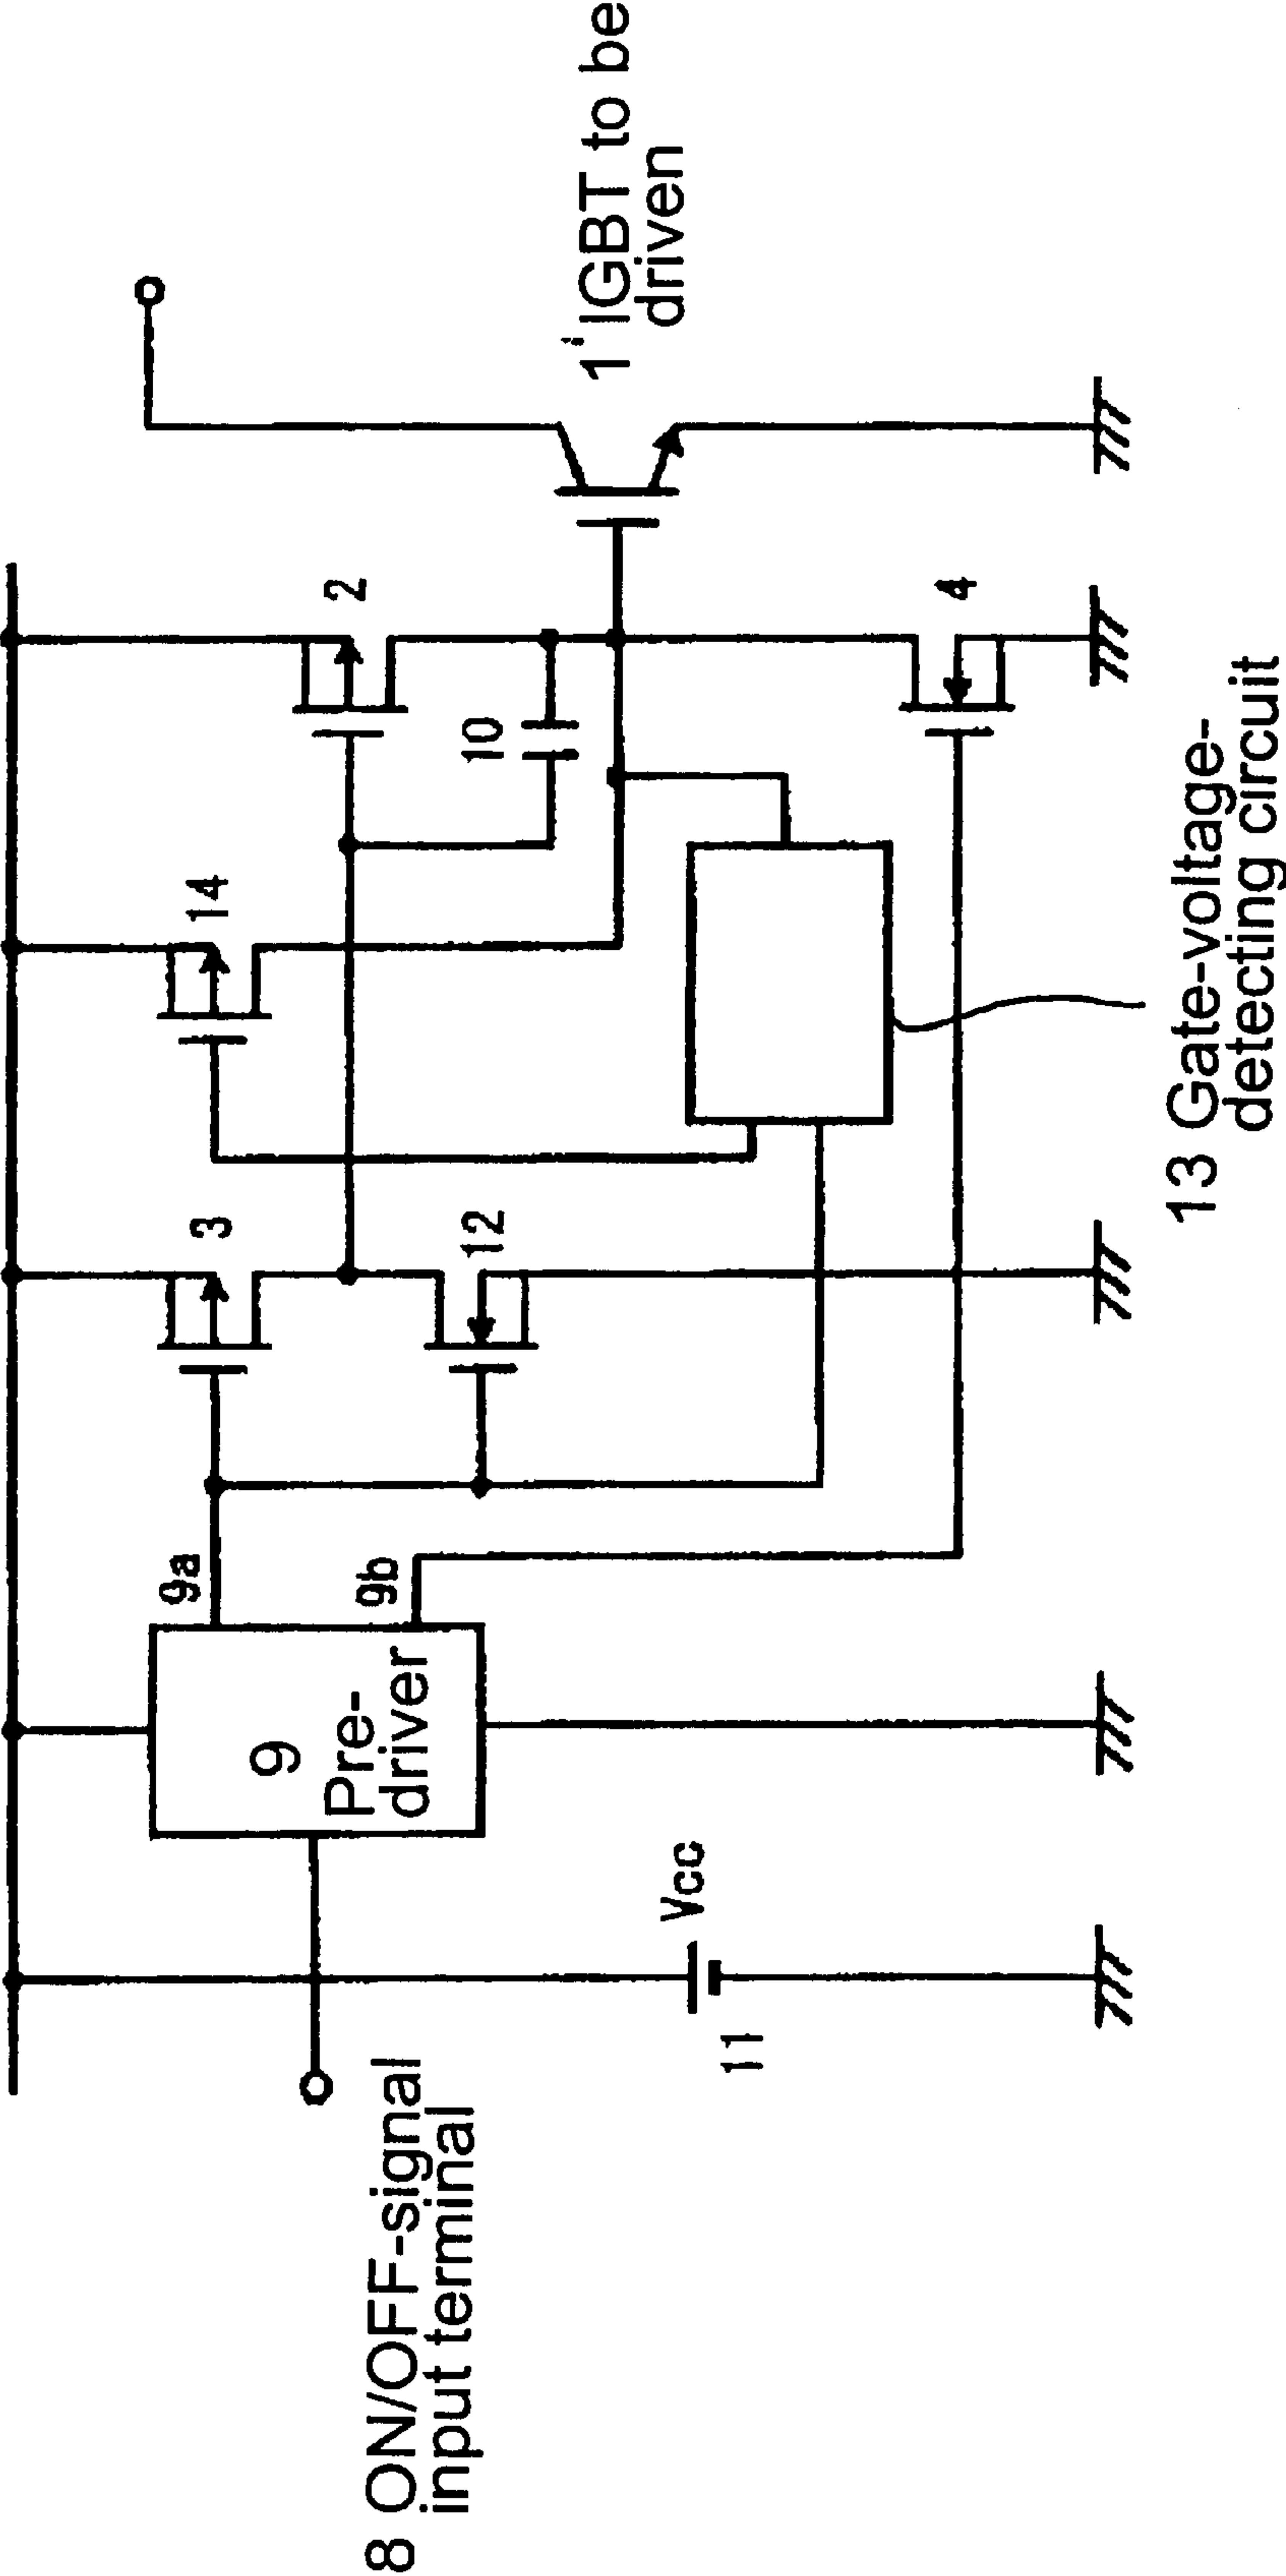 8 ON/OFF-signal
input terminal
11
Vcc
9
Pre-
driver
9a
9b
3
12
14
2
10
4
13 Gate-voltage-
detecting circuit
1 IGBT to be
driven